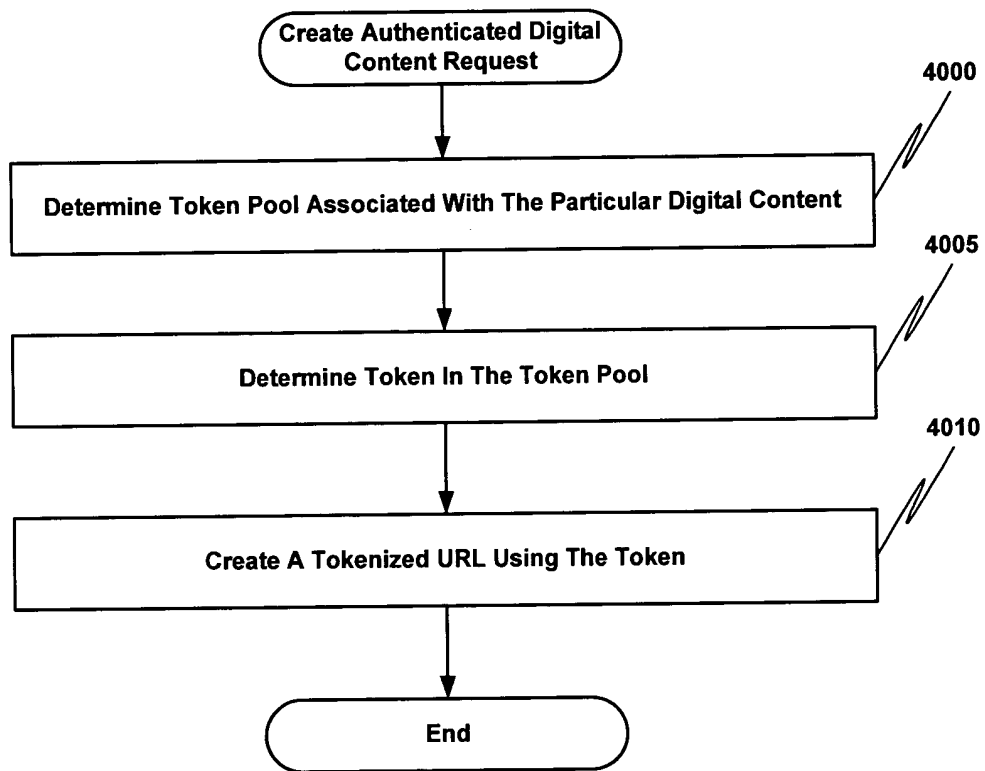 Create Authenticated Digital
Content Request
4000
Determine Token Pool Associated With The Particular Digital Content
4005
Determine Token In The Token Pool
4010
Create A Tokenized URL Using The Token
End